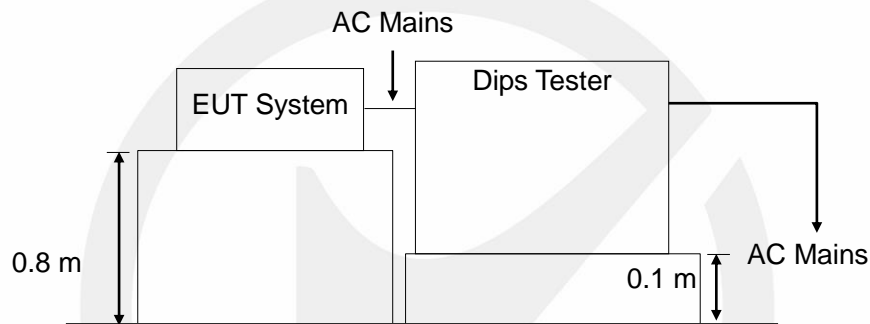 AC Mains
EUT System
Dips Tester
0.8 m
0.1 m
AC Mains